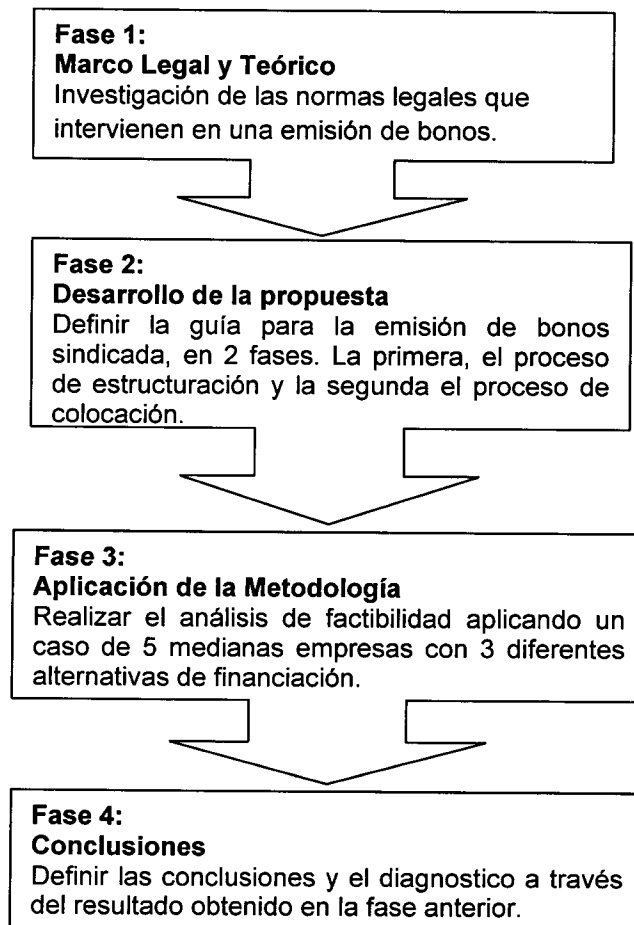 Fase 1:
Marco Legal y Teórico
Investigación de las normas legales que
intervienen en una emisión de bonos.
Fase 2:
Desarrollo de la propuesta
Definir la guía para la emisión de bonos
sindicada, en 2 fases. La primera, el proceso
de estructuración y la segunda el proceso de
colocación.
Fase 3:
Aplicación de la Metodología
Realizar el análisis de factibilidad aplicando un
caso de 5 medianas empresas con 3 diferentes
alternativas de financiación.
Fase 4:
Conclusiones
Definir las conclusiones y el diagnostico a través
del resultado obtenido en la fase anterior.